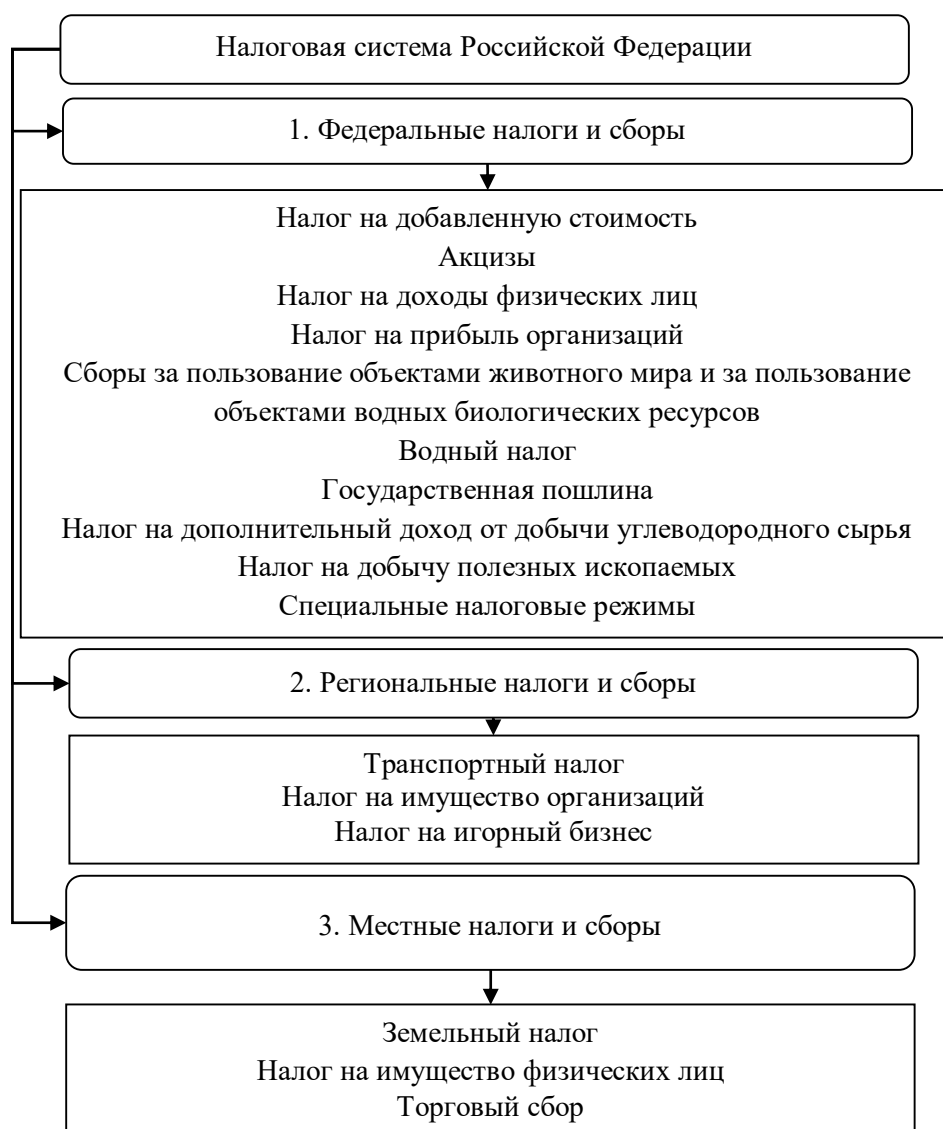 Налоговая система Российской Федерации
1. Федеральные налоги и сборы
Налог на добавленную стоимость
Акцизы
Налог на доходы физических лиц
Налог на прибыль организаций
Сборы за пользование объектами животного мира и за пользование
объектами водных биологических ресурсов
Водный налог
Государственная пошлина
Налог на дополнительный доход от добычи углеводородного сырья
Налог на добычу полезных ископаемых
Специальные налоговые режимы
2. Региональные налоги и сборы
Транспортный налог
Налог на имущество организаций
Налог на игорный бизнес
3. Местные налоги и сборы
Земельный налог
Налог на имущество физических лиц
Торговый сбор